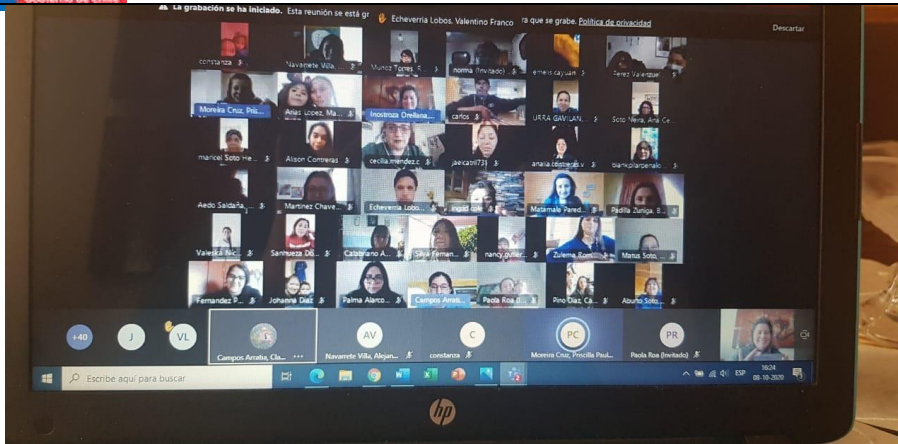 La grabación se ha iniciado. Esta reunión se está gr
Echeverria Lobos, Valentino Franco
ra que se grabe. Política de privacidad
Descartar
constanza
Navarrete Villa,
Munoz Torres,
norma (Invitado)
Perez Valenzuel
Moreira Cruz, Pris...
Arias Lopez, Ma...
Inostroza Orellana,...
carlos
URRA GAVILAN,
Soto Neira, Ana Ce
maricel Soto He...
Alison Contreras
cecilia.mendez.c
jaelcatril73
Aedo Saldaña,
Martinez Chave...
Echeverria Lobo...
Matamala Pared...
Padilla Zuniga, B...
Valeska Nic
Sanhueza Do...
Catabriano A...
Silva Fernan...
nancy.gutier...
Zulema Rom...
Matus Soto, ...
Fernandez P...
Johanna Diaz
Palma Alarco...
Campos Arrati...
Paola Roa (I...
Pino Diaz, Ca...
Aburto Soto,...
+40
J
VL
AV
C
PC
PR
Campos Arratia, Cla...
Navarrete Villa, Alejan...
constanza
Moreira Cruz, Priscilla Paul...
Paola Roa (Invitado)
Escribe aquí para buscar
ESP
16:24
08-10-2020
hp